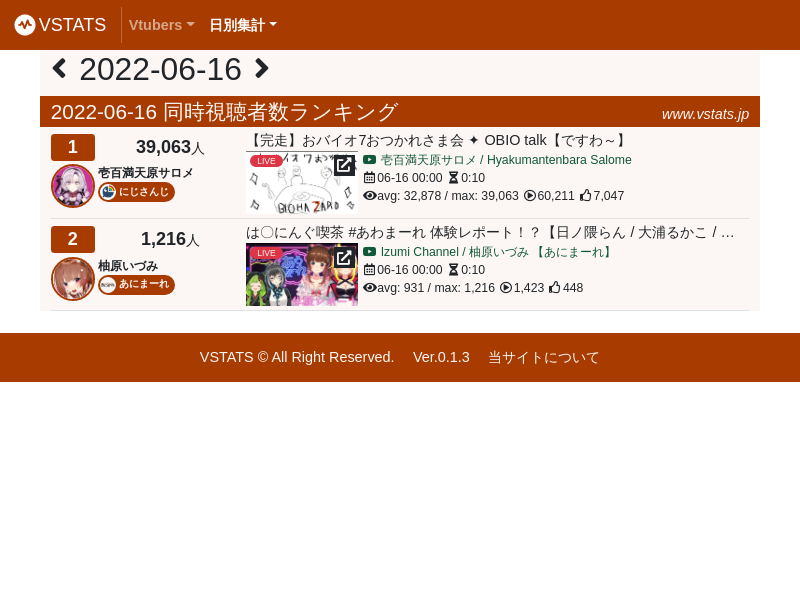 VSTATS Vtubers 日別集計
2022-06-16
2022-06-16 同時視聴者数ランキング www.vstats.jp
1 39,063人
壱百満天原サロメ
にじさんじ
【完走】おバイオ7おつかれさま会 ✦ OBIO talk【ですわ～】
LIVE
BIOHAZARD
壱百満天原サロメ / Hyakumantenbara Salome
06-16 00:00 0:10
avg: 32,878 / max: 39,063 60,211 7,047
2 1,216人
柚原いづみ
あにまーれ
は〇にんぐ喫茶 #あわまーれ 体験レポート！？【日ノ隈らん / 大浦るかこ / …
LIVE
Izumi Channel / 柚原いづみ 【あにまーれ】
06-16 00:00 0:10
avg: 931 / max: 1,216 1,423 448
VSTATS © All Right Reserved. Ver.0.1.3 当サイトについて